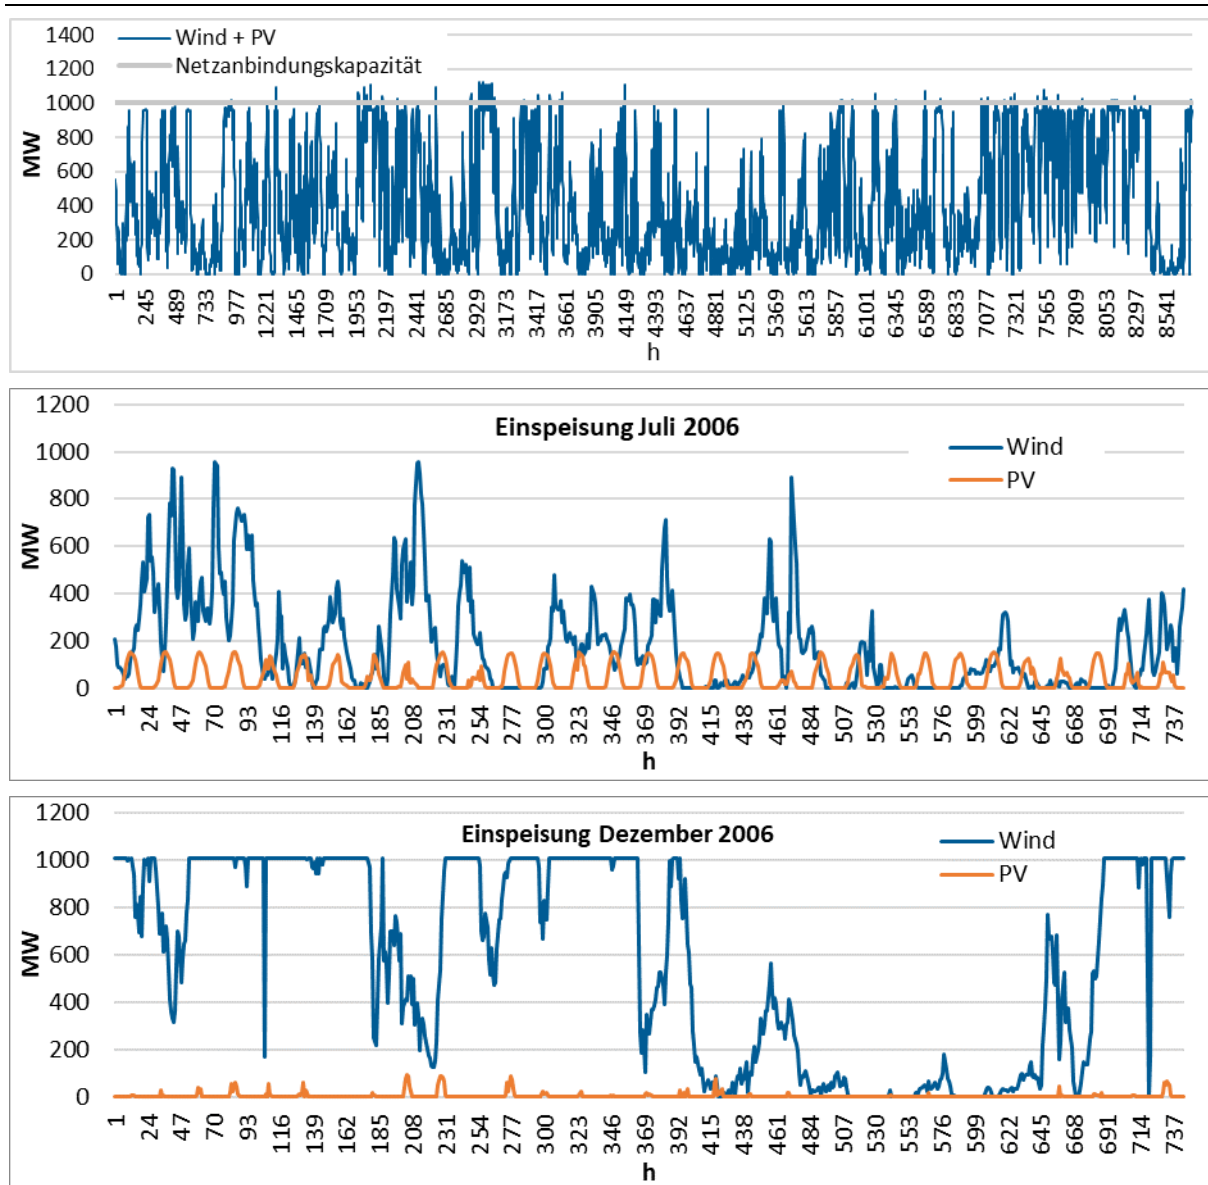 1400
1200
1000
800
600
400
200
0
MW
Wind + PV
Netzanbindungskapazität
1 245 489 733 977 1221 1465 1709 1953 2197 2441 2685 2929 3173 3417 3661 3905 4149 4393 4637 4881 5125 5369 5613 5857 6101 6345 6589 6833 7077 7321 7565 7809 8053 8297 8541
h
Einspeisung Juli 2006
1200
1000
800
600
400
200
0
MW
Wind
PV
1 24 47 70 93 116 139 162 185 208 231 254 277 300 323 346 369 392 415 438 461 484 507 530 553 576 599 622 645 668 691 714 737
h
Einspeisung Dezember 2006
1200
1000
800
600
400
200
0
MW
Wind
PV
1 24 47 70 93 116 139 162 185 208 231 254 277 300 323 346 369 392 415 438 461 484 507 530 553 576 599 622 645 668 691 714 737
h